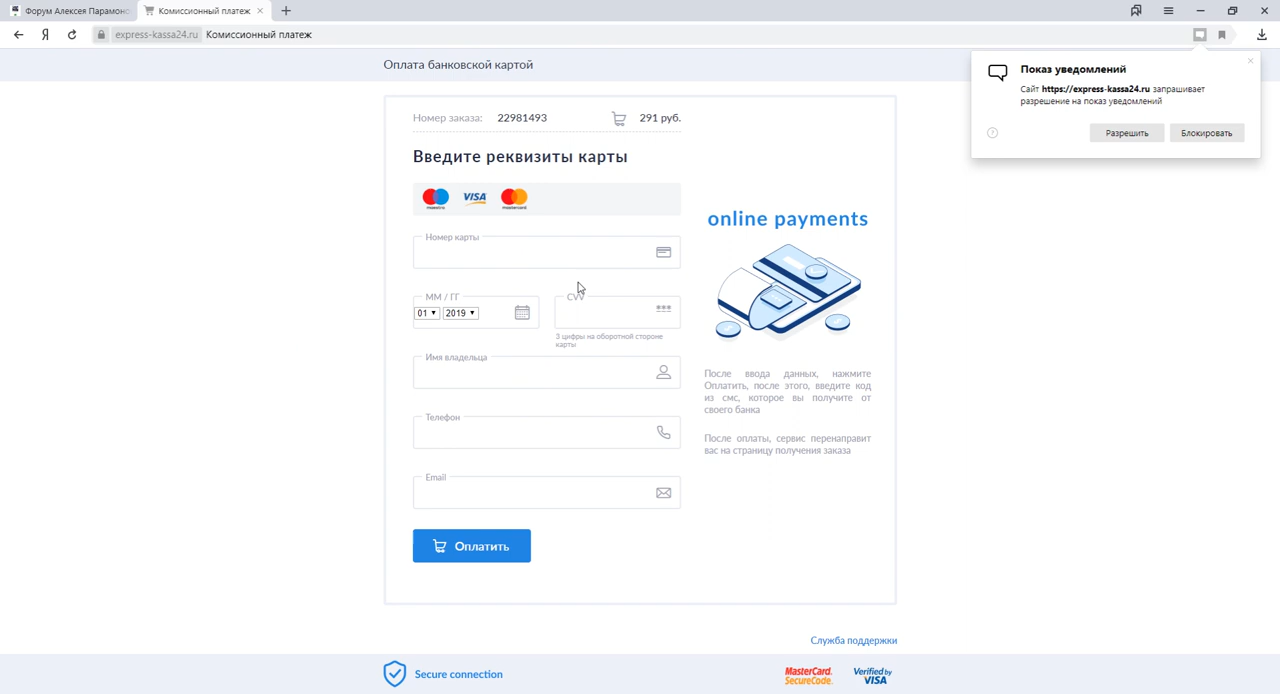 Форум Алексея Парамоно
Комиссионный платеж
express-kassa24.ru Комиссионный платеж
Показ уведомлений
Сайт https://express-kassa24.ru запрашивает
разрешение на показ уведомлений
Разрешить
Блокировать
Оплата банковской картой
Номер заказа: 22981493
291 руб.
Введите реквизиты карты
maestro
VISA
mastercard
Номер карты
ММ / ГГ
01
2019
CVV
***
3 цифры на оборотной стороне
карты
Имя владельца
Телефон
Email
Оплатить
online payments
После ввода данных, нажмите
Оплатить, после этого, введите код
из смс, которое вы получите от
своего банка
После оплаты, сервис перенаправит
вас на страницу получения заказа
Служба поддержки
Secure connection
MasterCard.
SecureCode.
Verified by
VISA